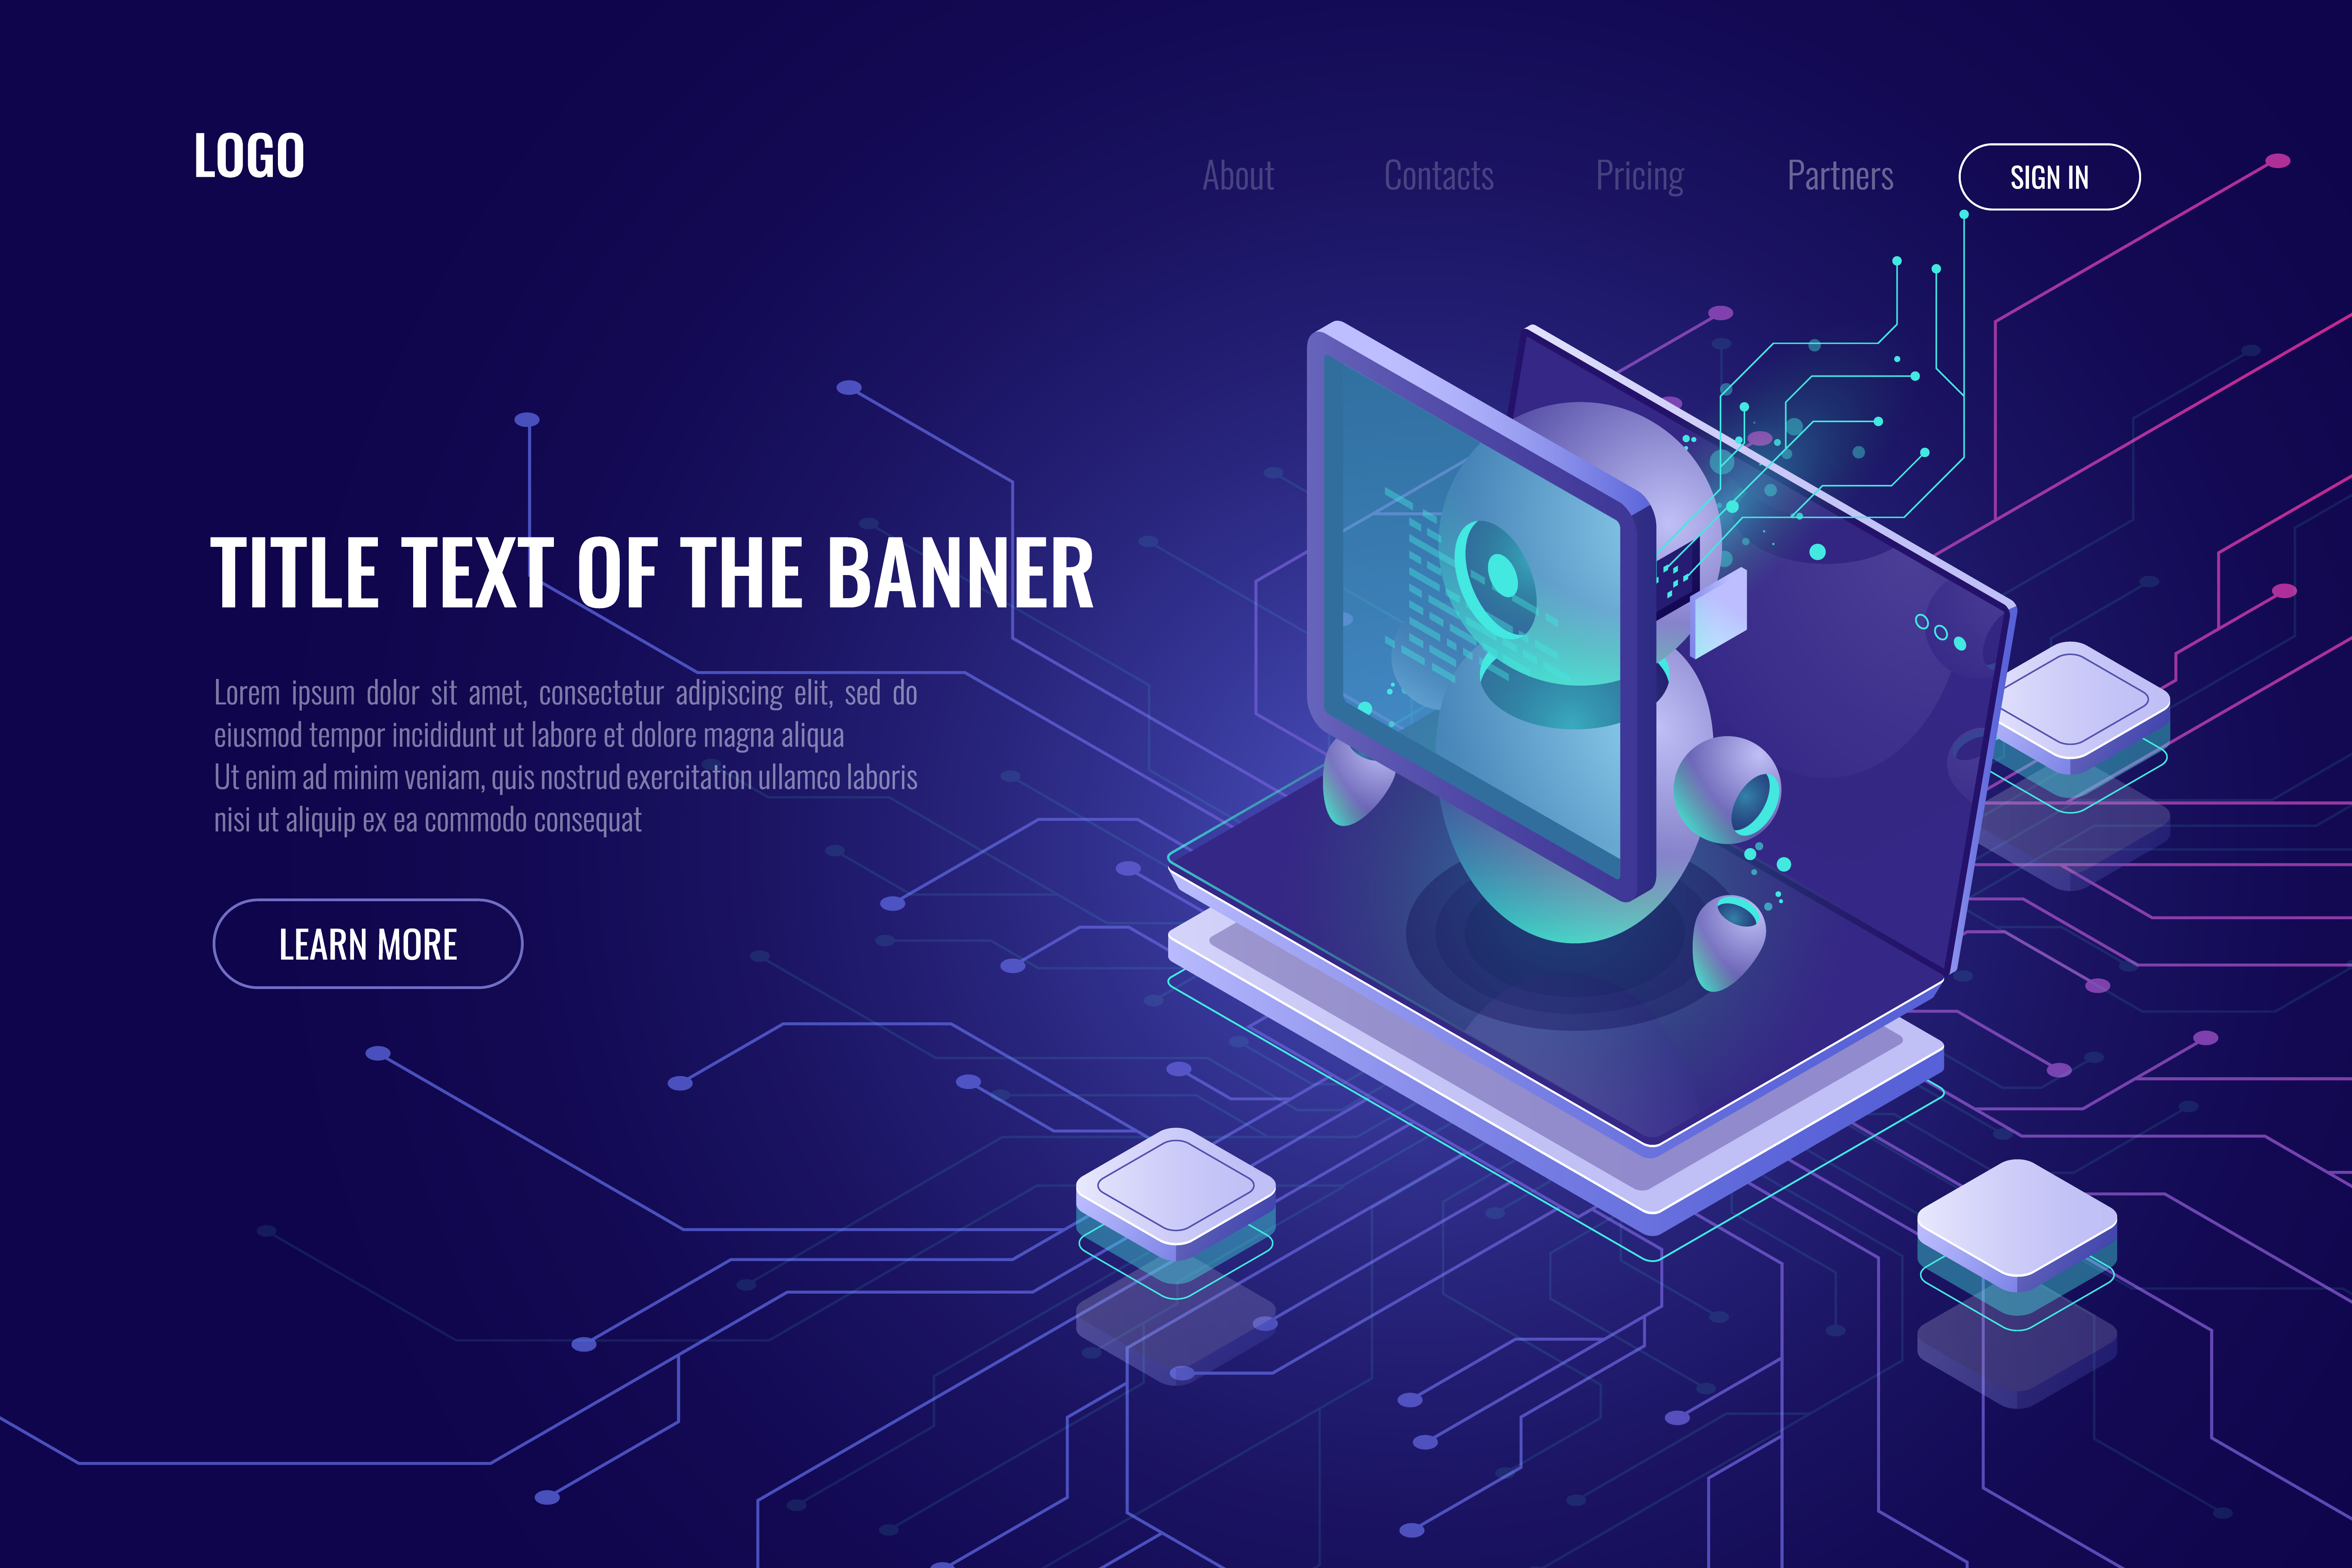 LOGO
About Contacts Pricing Partners SIGN IN
TITLE TEXT OF THE BANNER
Lorem ipsum dolor sit amet, consectetur adipiscing elit, sed do
eiusmod tempor incididunt ut labore et dolore magna aliqua
Ut enim ad minim veniam, quis nostrud exercitation ullamco laboris
nisi ut aliquip ex ea commodo consequat
LEARN MORE